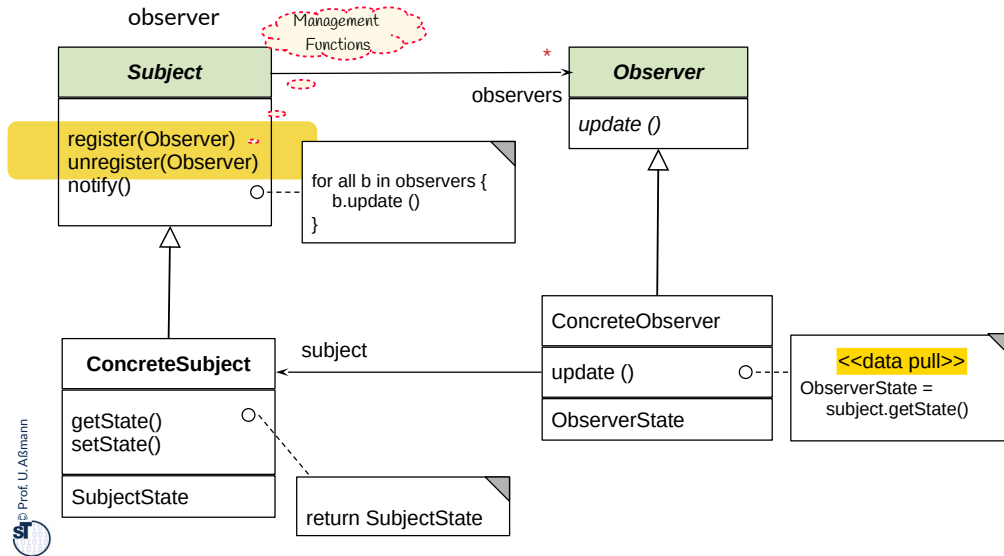 observer
Management
Functions
Subject
*
Observer
observers
update ()
register(Observer)
unregister(Observer)
notify()
for all b in observers {
b.update ()
}
ConcreteObserver
update ()
ObserverState
<<data pull>>
ObserverState =
subject.getState()
subject
ConcreteSubject
getState()
setState()
SubjectState
return SubjectState
© Prof. U. Aßmann
ST